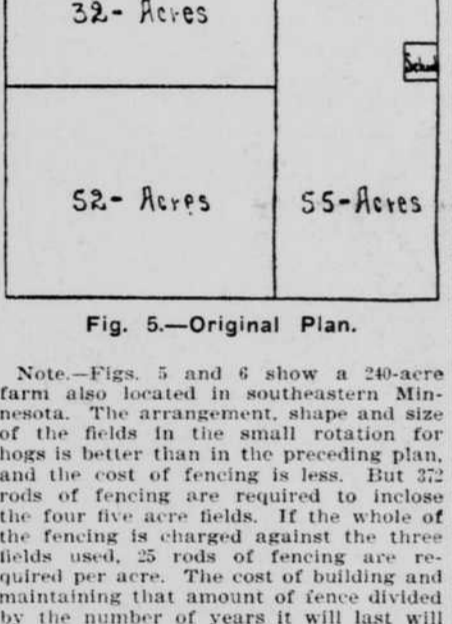 32- Acres
School
52- Acres 55-Acres
Fig. 5.—Original Plan.
Note.—Figs. 5 and 6 show a 240-acre
farm also located in southeastern Min-
nesota. The arrangement, shape and size
of the fields in the small rotation for
hogs is better than in the preceding plan,
and the cost of fencing is less. But 372
rods of fencing are required to inclose
the four five acre fields. If the whole of
the fencing is charged against the three
fields used, 25 rods of fencing are re-
quired per acre. The cost of building and
maintaining that amount of fence divided
by the number of years it will last will